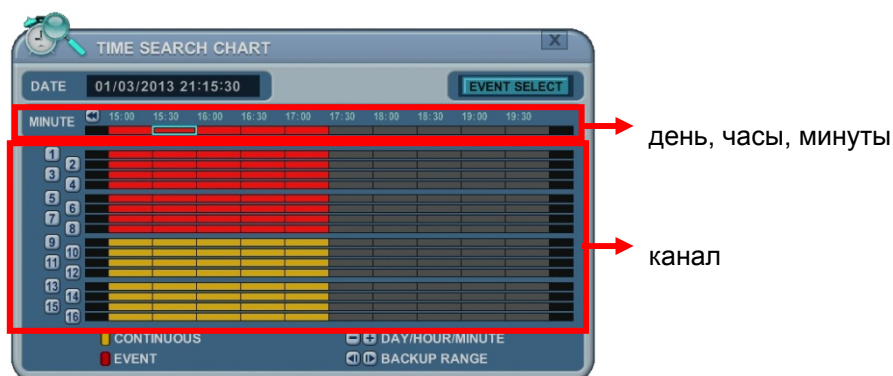 TIME SEARCH CHART X
DATE 01/03/2013 21:15:30 EVENT SELECT
MINUTE 15:00 15:30 16:00 16:30 17:00 17:30 18:00 18:30 19:00 19:30
день, часы, минуты
1
2
3
4
5
6
7
8
9
10
11
12
13
14
15
16
канал
CONTINUOUS DAY/HOUR/MINUTE
EVENT BACKUP RANGE